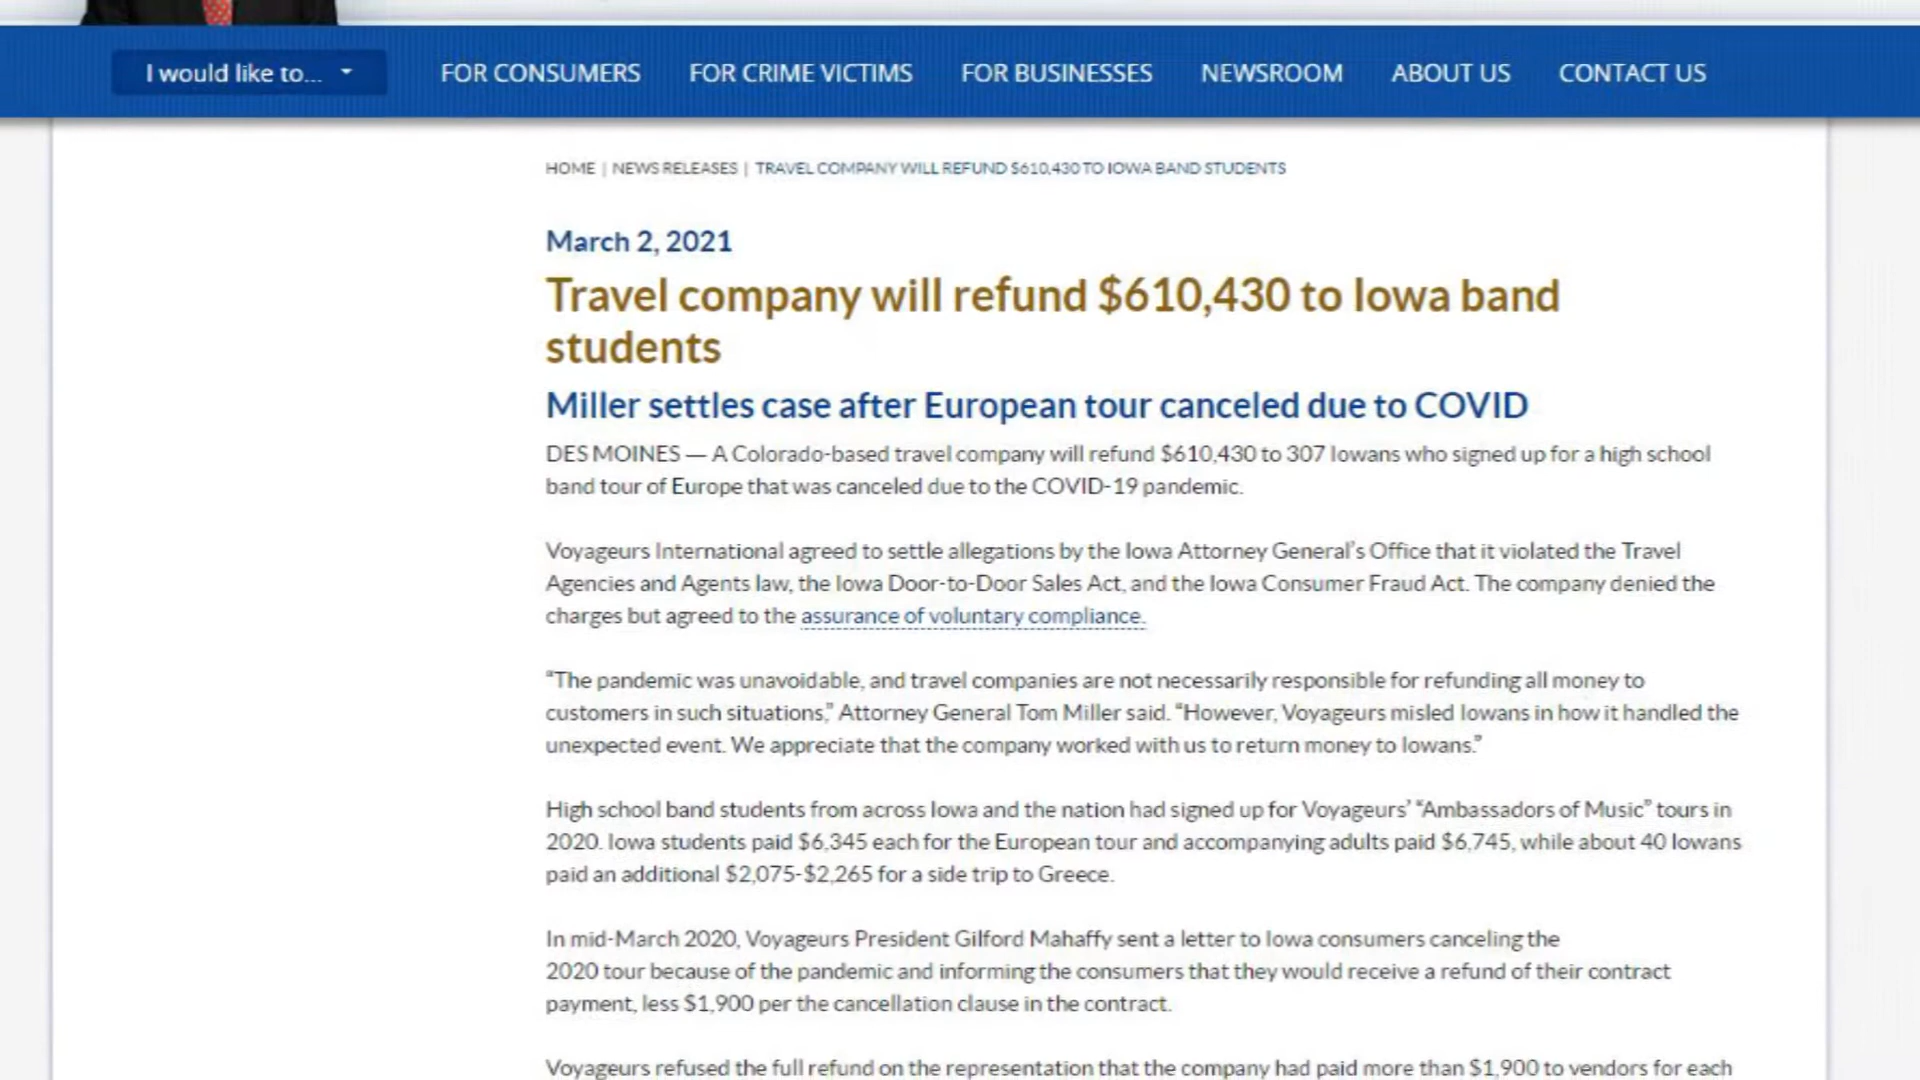 I would like to...
FOR CONSUMERS
FOR CRIME VICTIMS
FOR BUSINESSES
NEWSROOM
ABOUT US
CONTACT US
HOME | NEWS RELEASES | TRAVEL COMPANY WILL REFUND $610,430 TO IOWA BAND STUDENTS
March 2, 2021
Travel company will refund $610,430 to Iowa band
students
Miller settles case after European tour canceled due to COVID
DES MOINES — A Colorado-based travel company will refund $610,430 to 307 Iowans who signed up for a high school
band tour of Europe that was canceled due to the COVID-19 pandemic.
Voyageurs International agreed to settle allegations by the Iowa Attorney General’s Office that it violated the Travel
Agencies and Agents law, the Iowa Door-to-Door Sales Act, and the Iowa Consumer Fraud Act. The company denied the
charges but agreed to the assurance of voluntary compliance.
“The pandemic was unavoidable, and travel companies are not necessarily responsible for refunding all money to
customers in such situations,” Attorney General Tom Miller said. “However, Voyageurs misled Iowans in how it handled the
unexpected event. We appreciate that the company worked with us to return money to Iowans.”
High school band students from across Iowa and the nation had signed up for Voyageurs’ “Ambassadors of Music” tours in
2020. Iowa students paid $6,345 each for the European tour and accompanying adults paid $6,745, while about 40 Iowans
paid an additional $2,075-$2,265 for a side trip to Greece.
In mid-March 2020, Voyageurs President Gilford Mahaffy sent a letter to Iowa consumers canceling the
2020 tour because of the pandemic and informing the consumers that they would receive a refund of their contract
payment, less $1,900 per the cancellation clause in the contract.
Voyageurs refused the full refund on the representation that the company had paid more than $1,900 to vendors for each